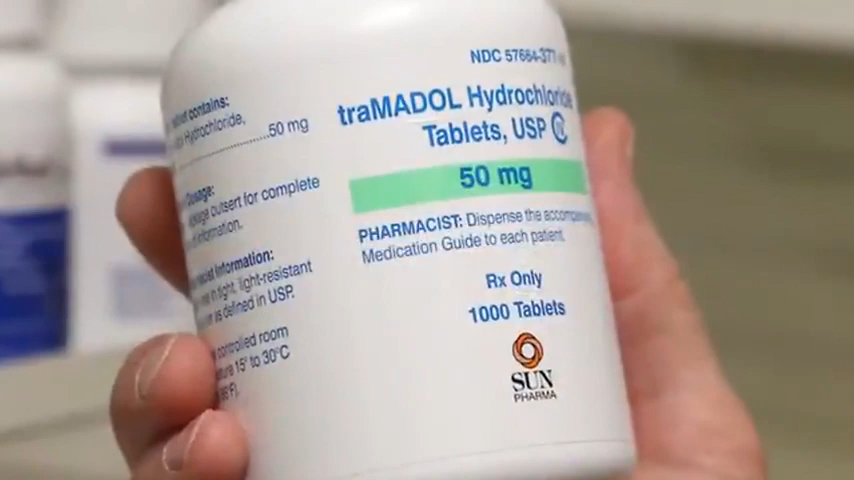 NDC 57664-377
traMADOL Hydrochloride
Tablets, USP C
50 mg
PHARMACIST: Dispense the
Medication Guide to each patient.
Rx Only
1000 Tablets
SUN
PHARMA
contains:
Hydrochloride,
50 mg
Dosage:
outsert for complete
information.
Information:
in tight, light-resistant
as defined in USP.
controlled room
15° to 30°C